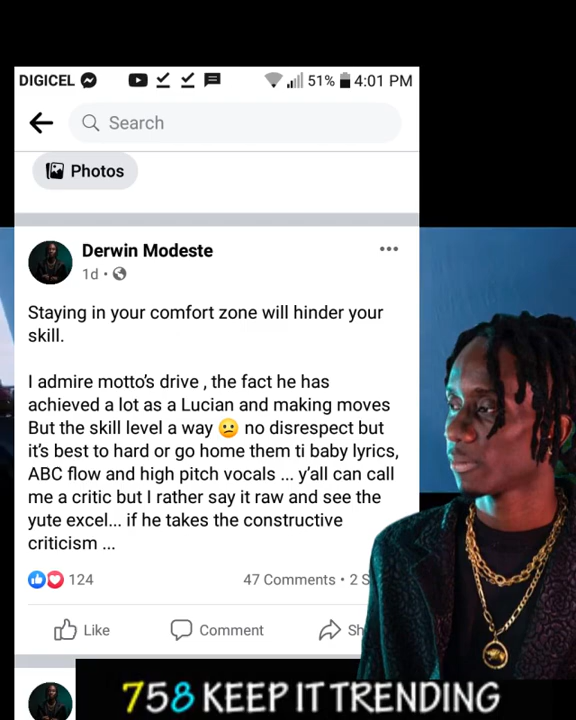 DIGICEL 51% 4:01 PM
Search
Photos
Derwin Modeste
1d
Staying in your comfort zone will hinder your
skill.
I admire motto's drive , the fact he has
achieved a lot as a Lucian and making moves
But the skill level a way 😕 no disrespect but
it's best to hard or go home them ti baby lyrics,
ABC flow and high pitch vocals ... y'all can call
me a critic but I rather say it raw and see the
yute excel... if he takes the constructive
criticism ...
124 47 Comments • 2 S
Like Comment Sh
758 KEEP IT TRENDING